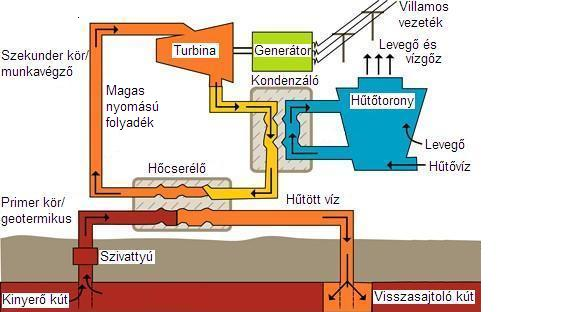 Villamos
vezeték
Szekunder kör/
munkavégző
Turbina
Generátor
Levegő és
vízgőz
Kondenzáló
Magas
nyomású
folyadék
Hűtőtorony
Levegő
Hűtővíz
Hőcserélő
Primer kör/
geotermikus
Hűtött víz
Szivattyú
Kinyerő kút
Visszasajtoló kút